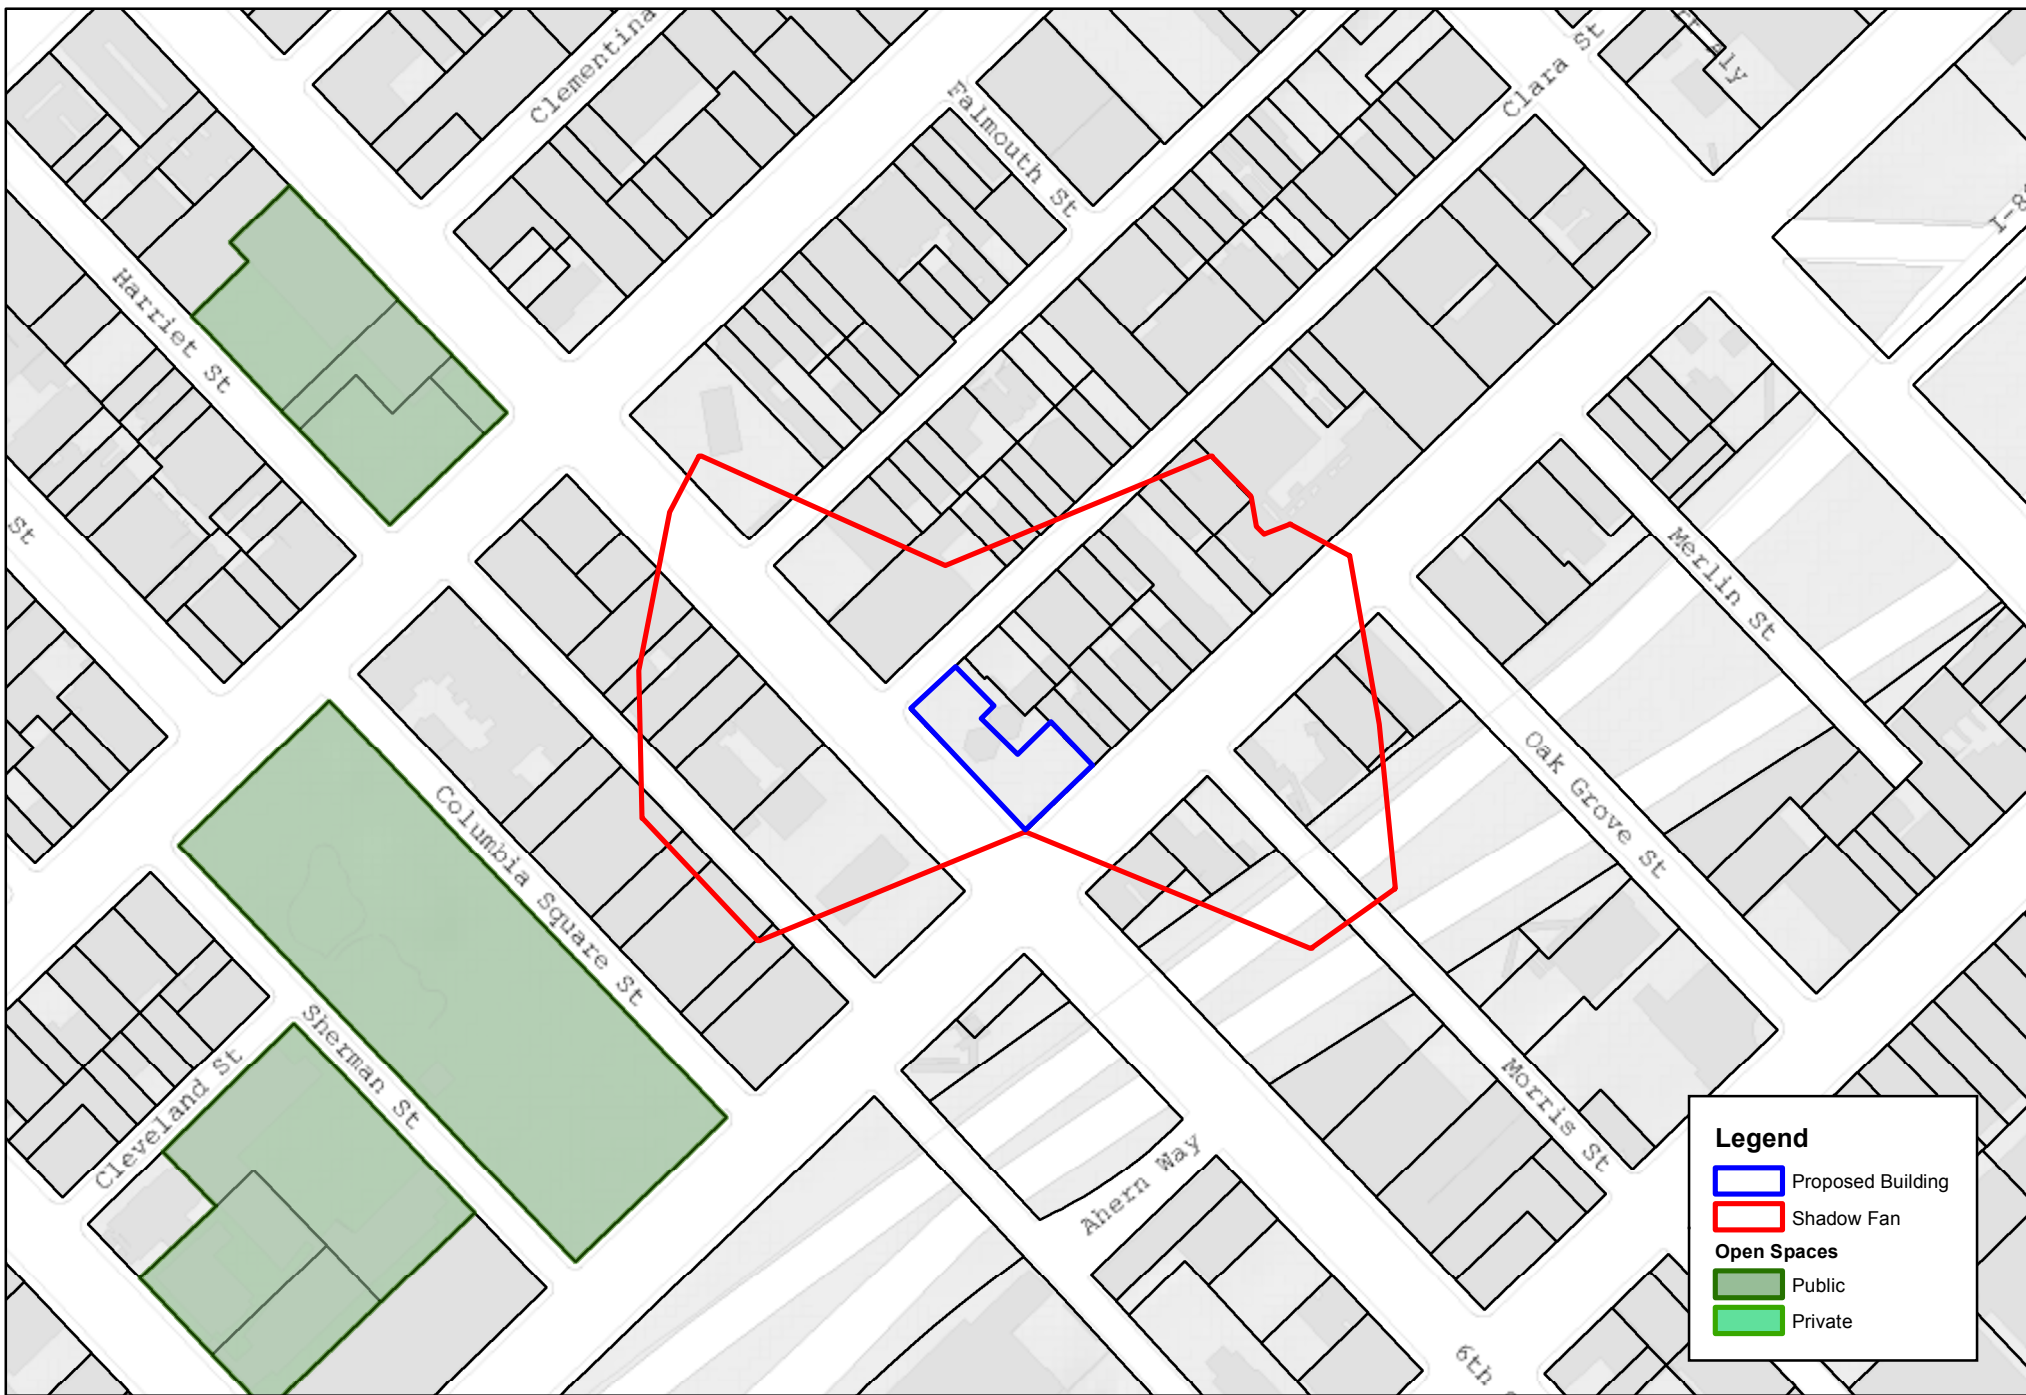 Clementina
Falmouth St
Clara St
Harriet St
St
Merlin St
Oak Grove St
Columbia Square St
Sherman St
Cleveland St
Morris St
Ahern Way
6th
Legend
Proposed Building
Shadow Fan
Open Spaces
Public
Private